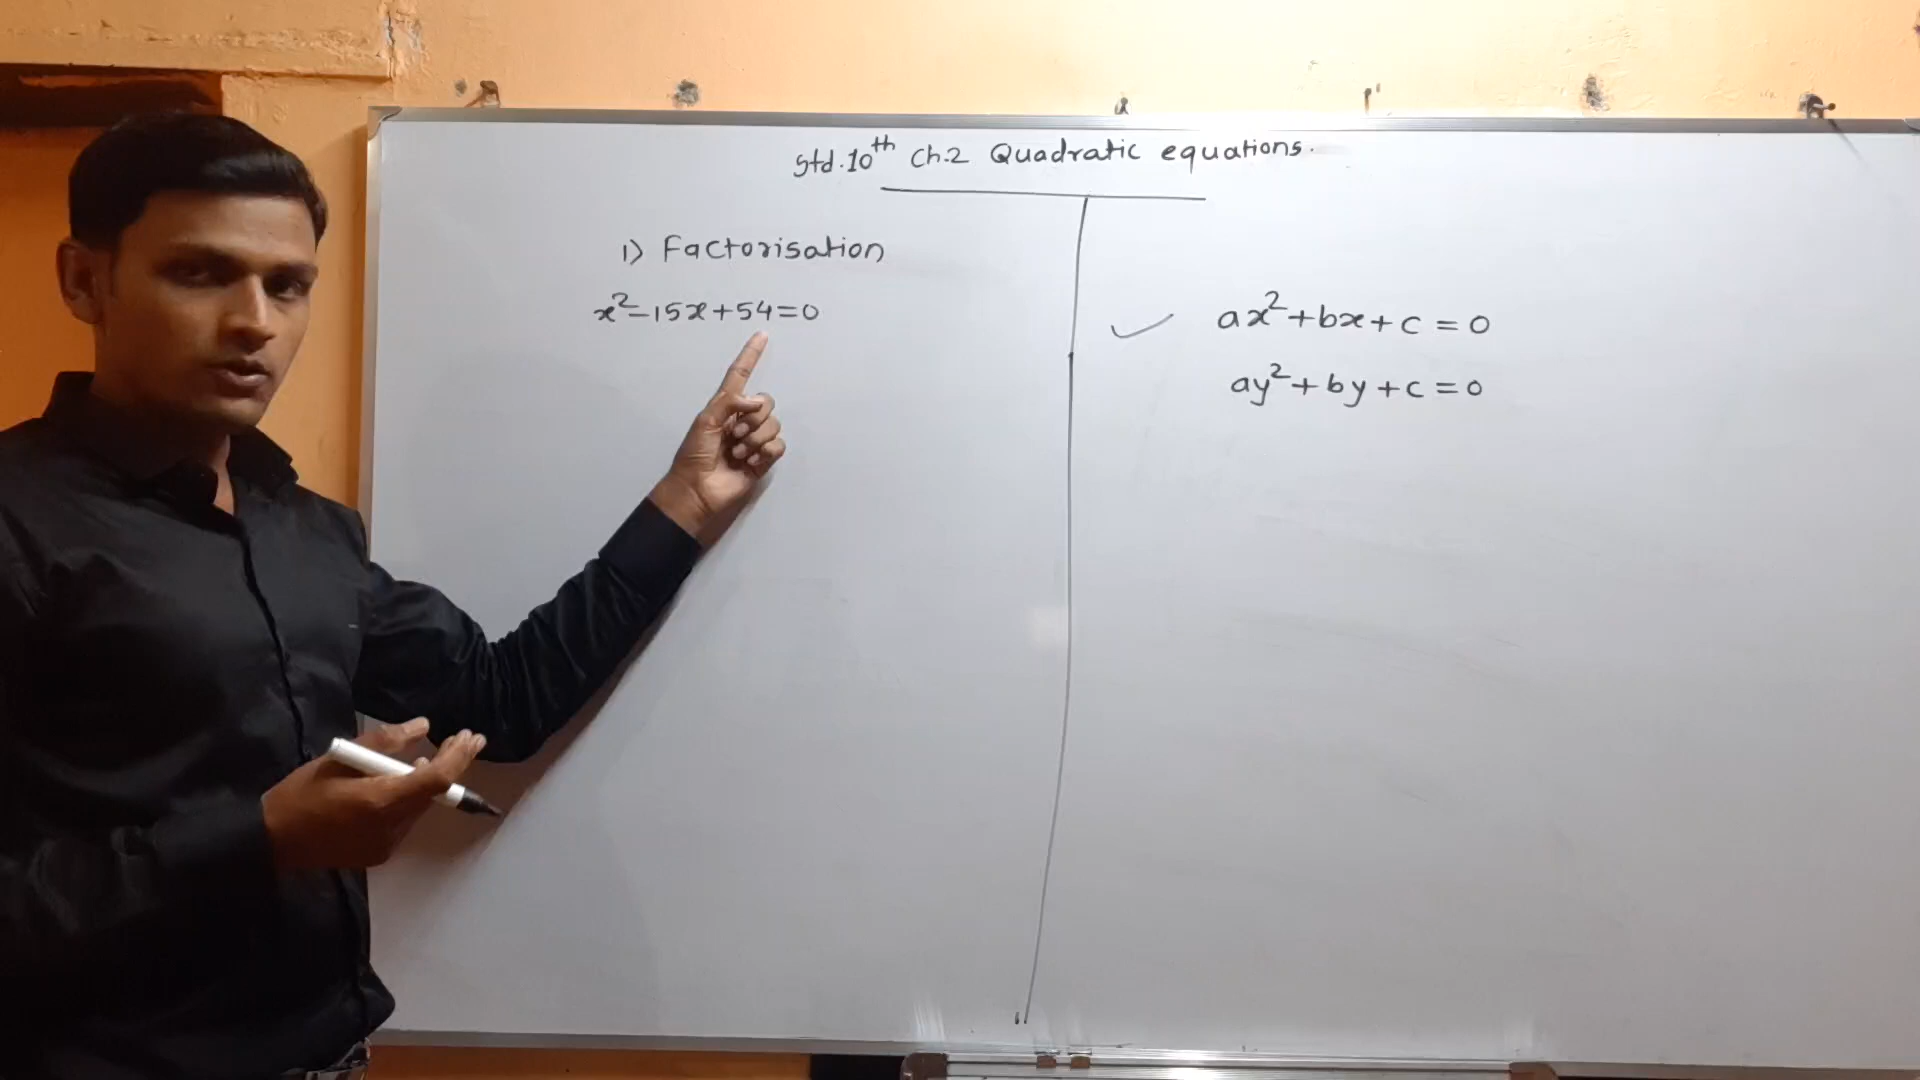 Std.10th Ch.2 Quadratic equations.
1) Factorisation
x²-15x+54=0
ax²+bx+c=0
ay²+by+c=0